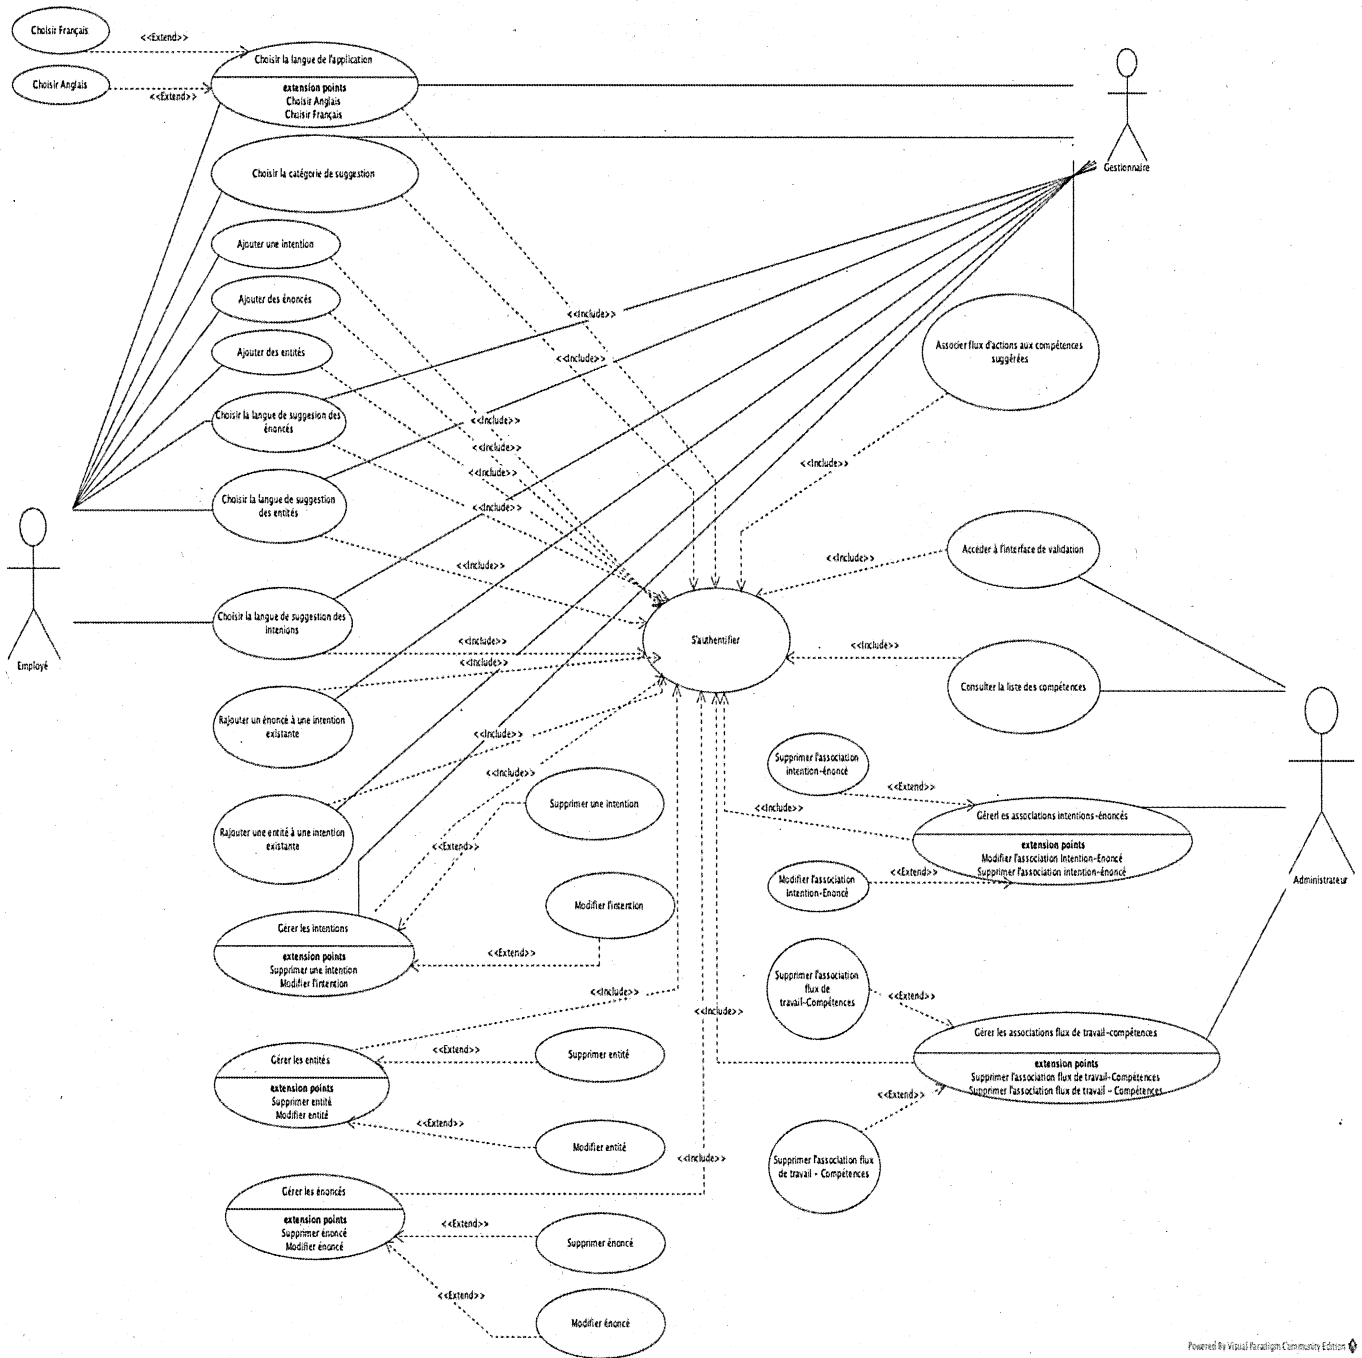 Choisir Français
<<Extend>>
Choisir la langue de l'application
Choisir Anglais
<<Extend>>
extension points
Choisir Anglais
Choisir Français
Gestionnaire
Choisir la catégorie de suggestion
Ajouter une intention
Ajouter des énoncés
<<Include>>
Ajouter des entités
<<Include>>
Associer flux d'actions aux compétences
suggérées
Choisir la langue de suggesion des
énoncés
<<Include>>
<<Include>>
<<Include>>
<<Include>>
Choisir la langue de suggestion
des entités
<<Include>>
Accéder à l'interface de validation
<<Include>>
<<Include>>
Choisir la langue de suggestion des
intenions
S'authentifier
Employé
<<Include>>
<<Include>>
<<Include>>
Consulter la liste des compétences
Rajouter un énoncé à une intention
existante
<<Include>>
Supprimer l'association
intention-énoncé
<<Include>>
<<Extend>>
Supprimer une intention
<<Include>>
Gérerl es associations intentions-énoncés
extension points
Modifier l'association Intention-Enoncé
Supprimer l'association intention-énoncé
Rajouter une entité à une intention
existante
<<Extend>>
<<Extend>>
Modifier l'association
Intention-Enoncé
Administrateur
Modifier l'intention
Gérer les intentions
extension points
Supprimer une intention
Modifier l'intention
<<Extend>>
Supprimer l'association
flux de
travail-Compétences
<<Extend>>
<<Include>>
<<Include>>
Gérer les associations flux de travail-compétences
extension points
Supprimer l'association flux de travail-Compétences
Supprimer l'association flux de travail - Compétences
Gérer les entités
extension points
Supprimer entité
Modifier entité
<<Extend>>
Supprimer entité
<<Extend>>
<<Extend>>
Modifier entité
<<Include>>
Supprimer l'association flux
de travail - Compétences
Gérer les énoncés
extension points
Supprimer énoncé
Modifier énoncé
<<Extend>>
Supprimer énoncé
<<Extend>>
Modifier énoncé
Powered By Visual Paradigm Community Edition